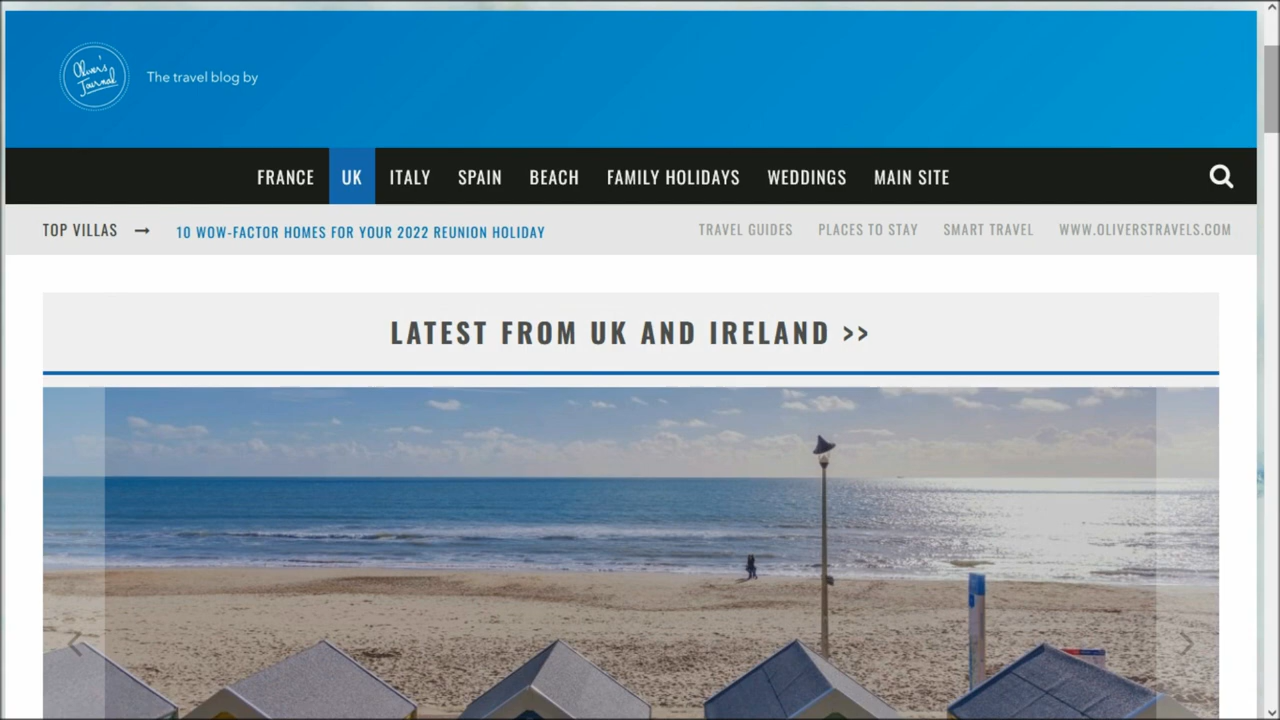 Oliver's
Journal
The travel blog by
FRANCE UK ITALY SPAIN BEACH FAMILY HOLIDAYS WEDDINGS MAIN SITE
TOP VILLAS → 10 WOW-FACTOR HOMES FOR YOUR 2022 REUNION HOLIDAY TRAVEL GUIDES PLACES TO STAY SMART TRAVEL WWW.OLIVERSTRAVELS.COM
LATEST FROM UK AND IRELAND >>